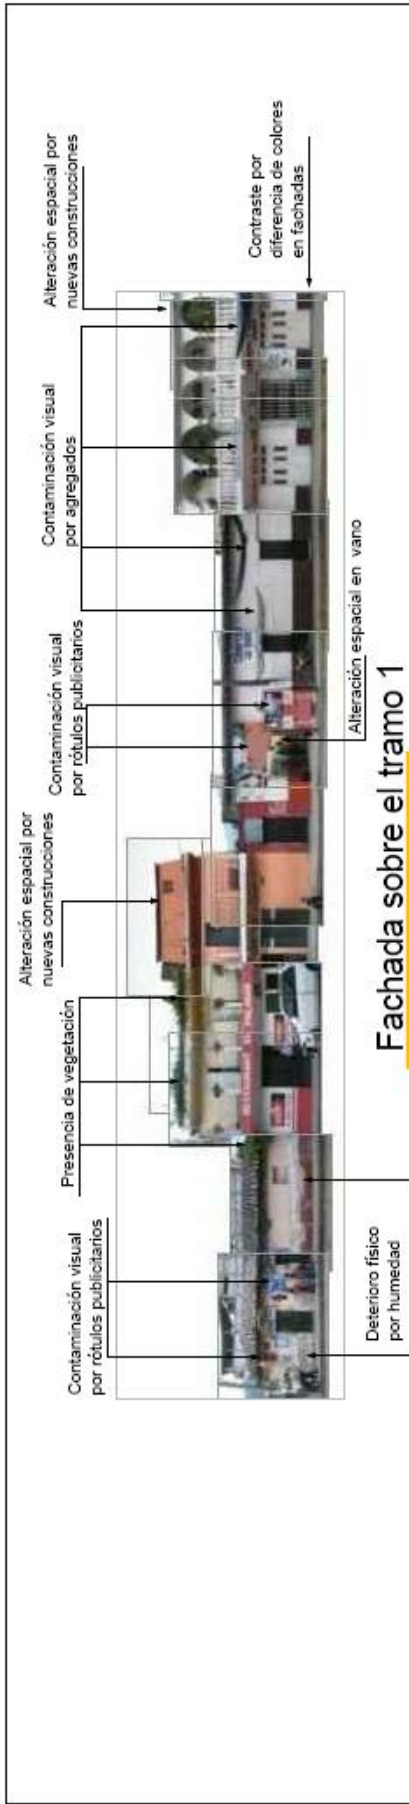 Contaminación visual
por rótulos publicitarios
Presencia de vegetación
Alteración espacial por
nuevas construcciones
Contaminación visual
por rótulos publicitarios
Contaminación visual
por agregados
Alteración espacial por
nuevas construcciones
Deterioro físico
por humedad
Alteración espacial en vano
Contraste por
diferencia de colores
en fachadas
Fachada sobre el tramo 1